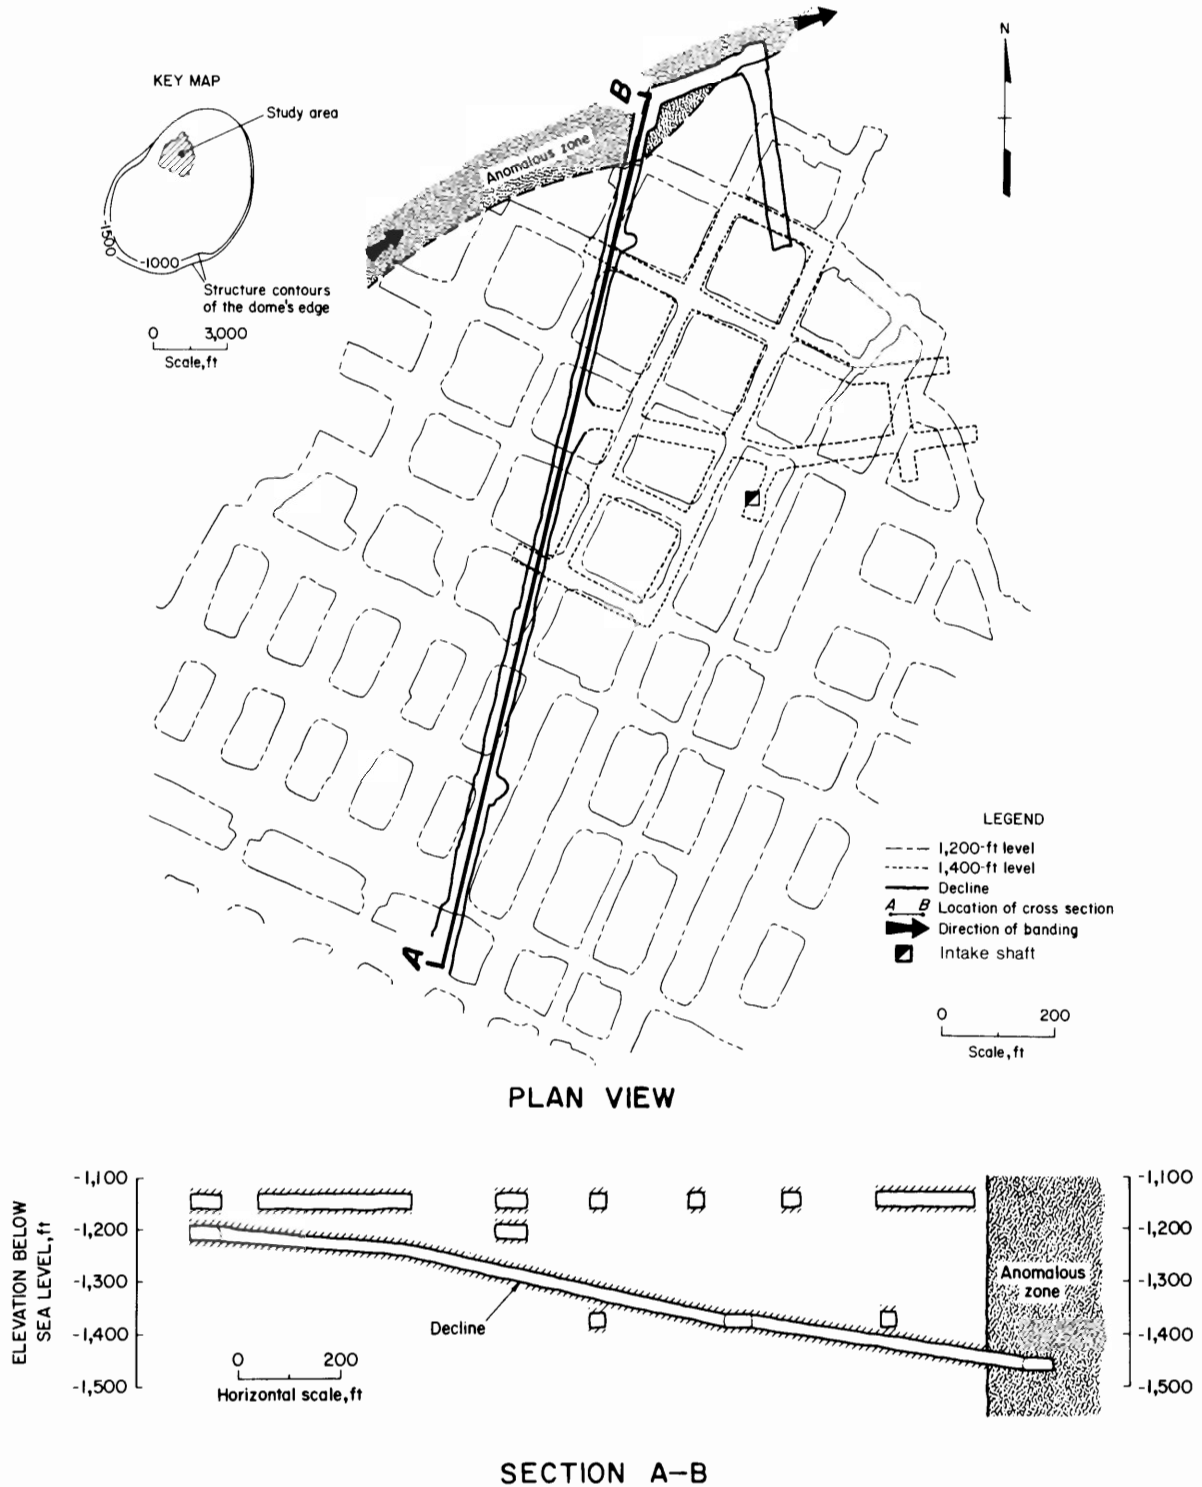 KEY MAP
Study area
-1500
-1000
Structure contours
of the dome's edge
0 3,000
Scale, ft
B
Anomalous zone
N
A
LEGEND
1,200-ft level
1,400-ft level
Decline
A B Location of cross section
Direction of banding
Intake shaft
0 200
Scale, ft
PLAN VIEW
ELEVATION BELOW
SEA LEVEL, ft
-1,100
-1,200
-1,300
-1,400
-1,500
Decline
0 200
Horizontal scale, ft
Anomalous
zone
-1,100
-1,200
-1,300
-1,400
-1,500
SECTION A-B